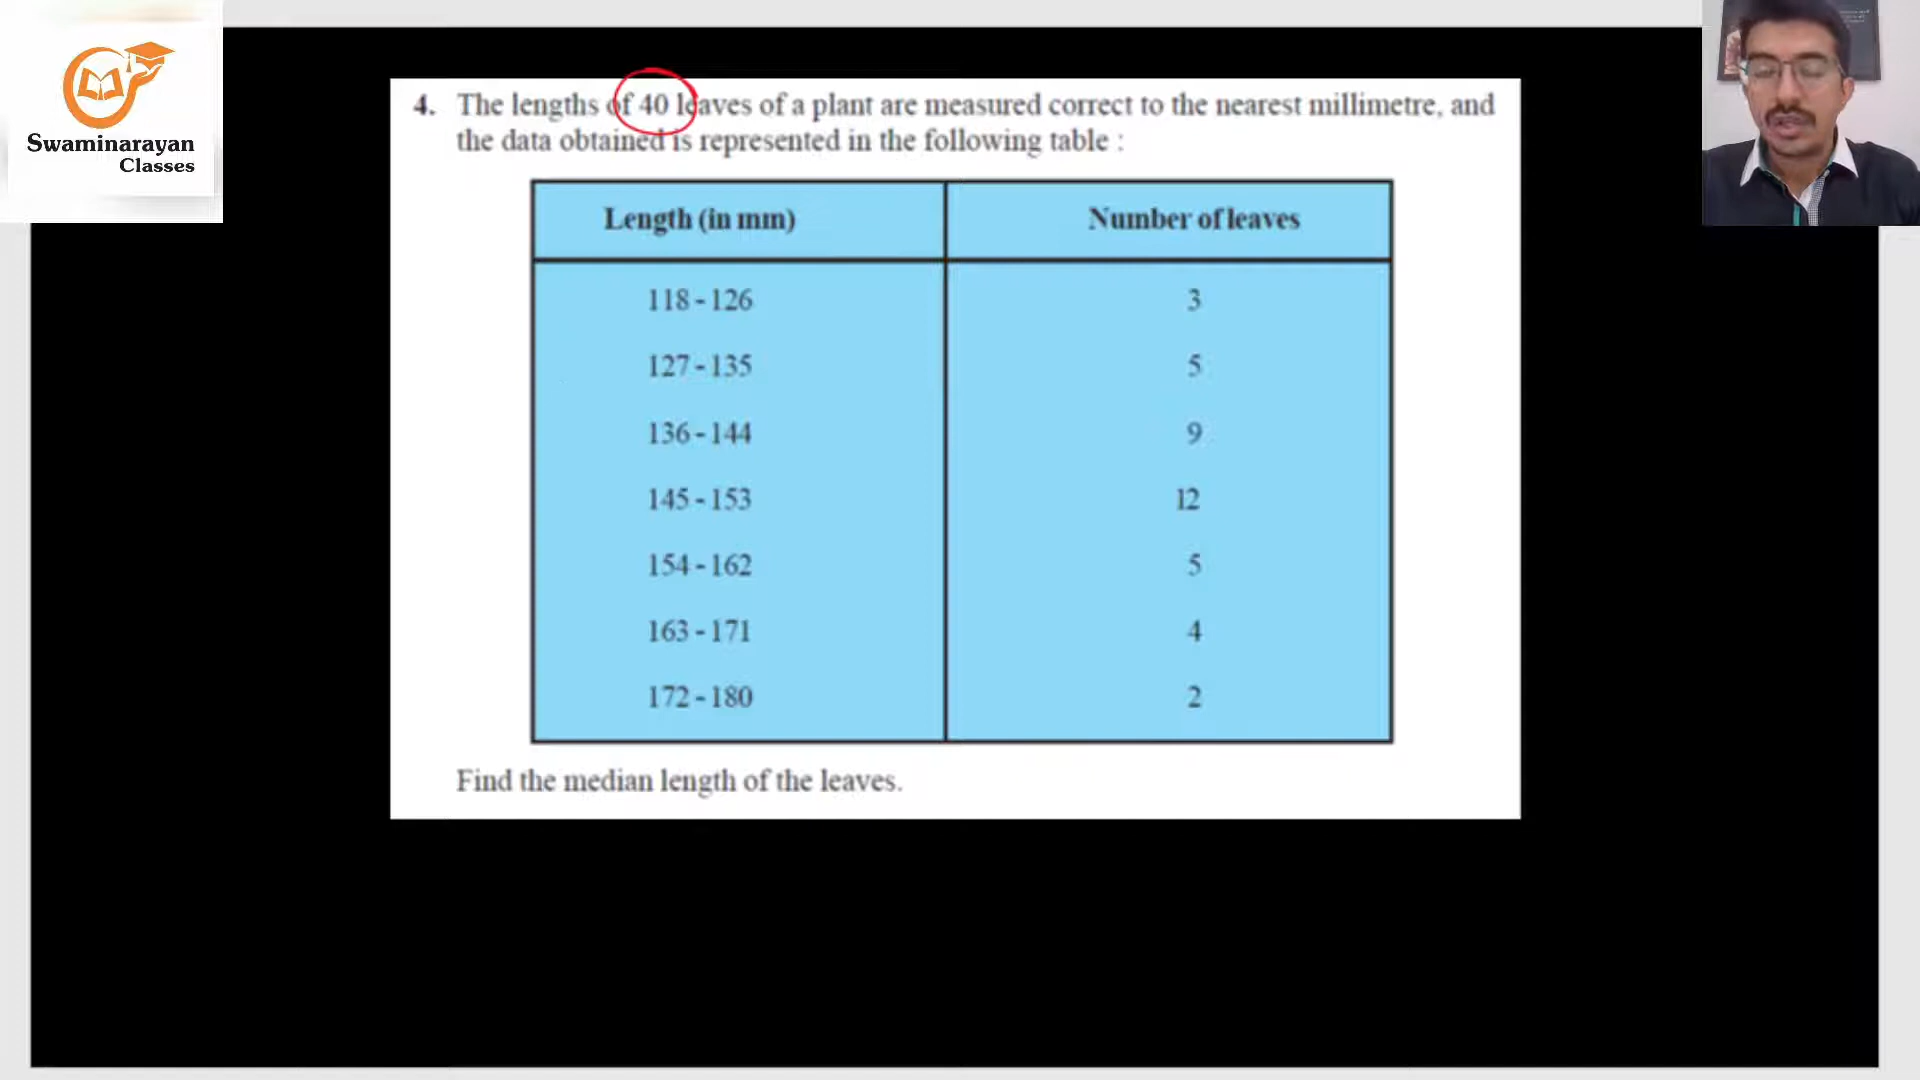 Swaminarayan
Classes
4. The lengths of 40 leaves of a plant are measured correct to the nearest millimetre, and
the data obtained is represented in the following table :
Length (in mm) Number of leaves
118 - 126 3
127 - 135 5
136 - 144 9
145 - 153 12
154 - 162 5
163 - 171 4
172 - 180 2
Find the median length of the leaves.